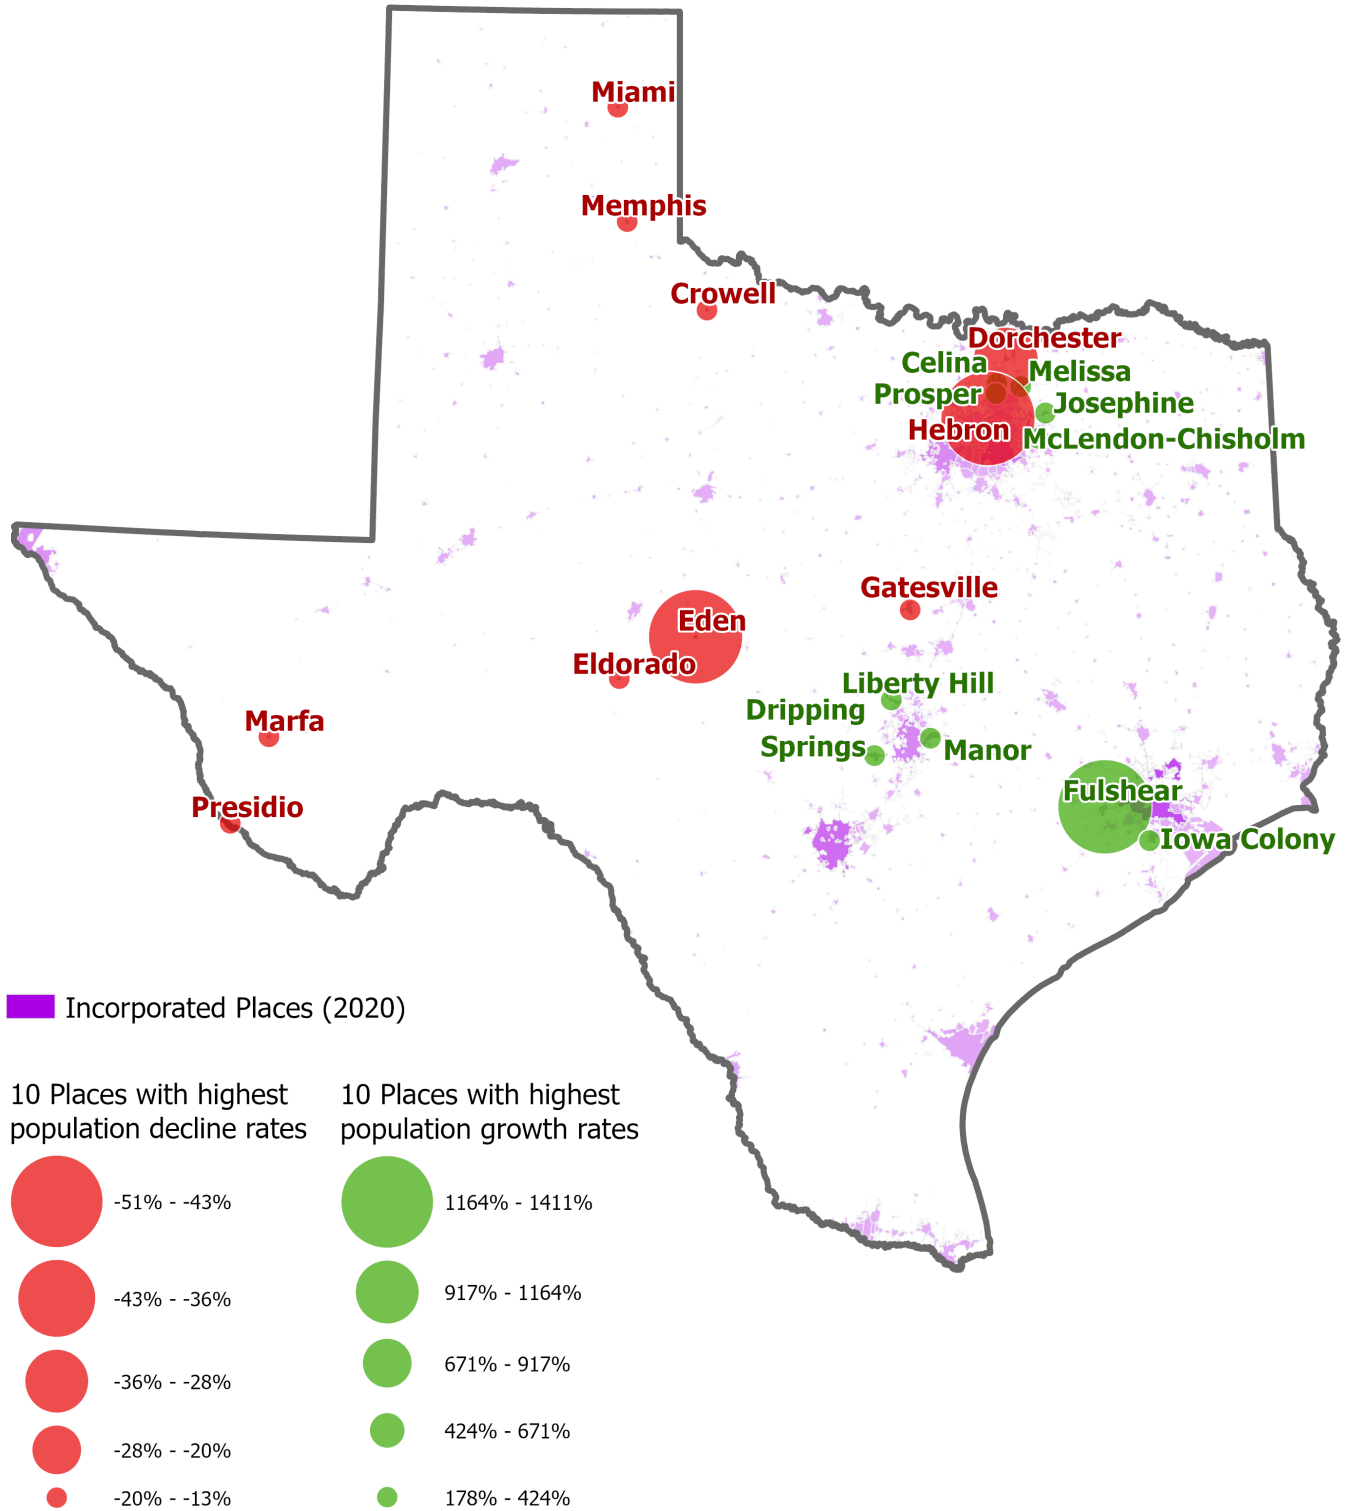 Miami
Memphis
Crowell
Dorchester
Celina
Melissa
Prosper
Josephine
Hebron
McLendon-Chisholm
Gatesville
Eden
Eldorado
Liberty Hill
Dripping
Springs
Manor
Marfa
Presidio
Fulshear
Iowa Colony
Incorporated Places (2020)
10 Places with highest
population decline rates
-51% - -43%
-43% - -36%
-36% - -28%
-28% - -20%
-20% - -13%
10 Places with highest
population growth rates
1164% - 1411%
917% - 1164%
671% - 917%
424% - 671%
178% - 424%